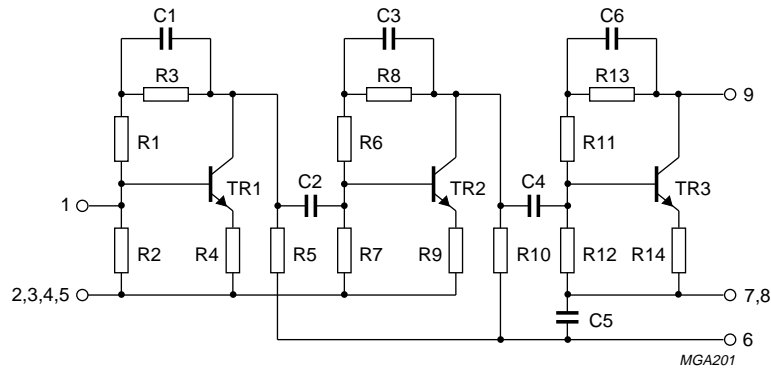 C1 C3 C6
R3 R8 R13 9
R1 R6 R11
TR1 C2 TR2 C4 TR3
1
R2 R4 R5 R7 R9 R10 R12 R14
2,3,4,5 7,8
C5
6
MGA201